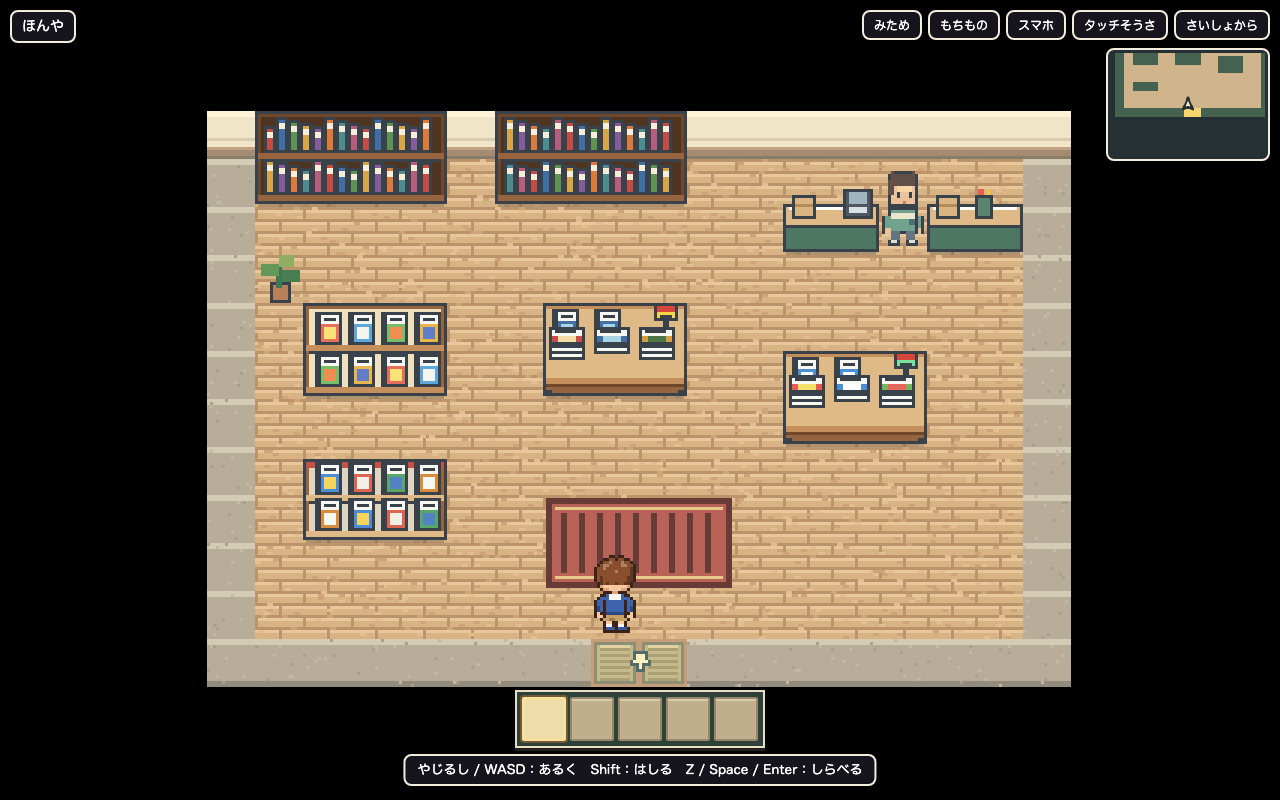 ほんや
みため
もちもの
スマホ
タッチそうさ
さいしょから
やじるし / WASD：あるく　Shift：はしる　Z / Space / Enter：しらべる